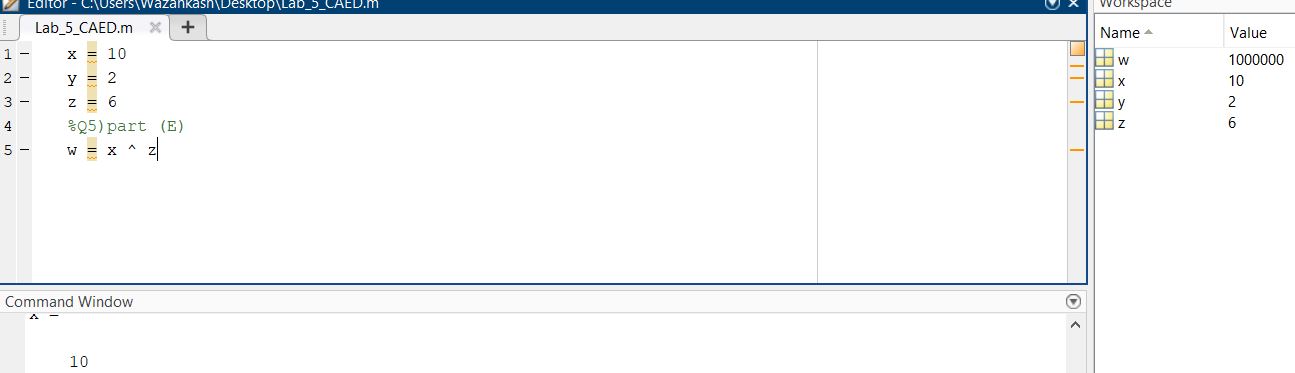 Editor - C:\Users\Wazankash\Desktop\Lab_5_CAED.m
Lab_5_CAED.m
1 x = 10
2 y = 2
3 z = 6
4 %Q5)part (E)
5 w = x ^ z
Command Window
x =
10
Workspace
Name Value
w 1000000
x 10
y 2
z 6